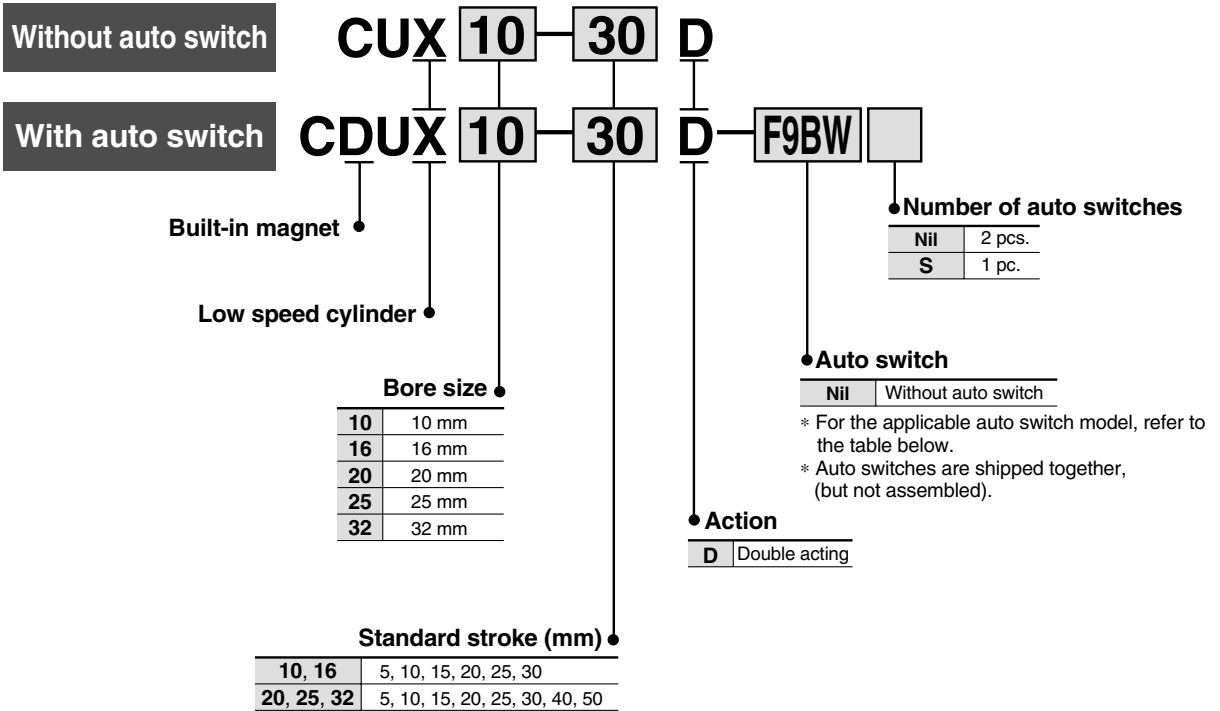 Without auto switch CUX 10 30 D
With auto switch CDUX 10 30 D F9BW
Built-in magnet
Number of auto switches
Nil 2 pcs.
S 1 pc.
Low speed cylinder
Auto switch
Nil Without auto switch
* For the applicable auto switch model, refer to
the table below.
* Auto switches are shipped together,
(but not assembled).
Bore size
10 10 mm
16 16 mm
20 20 mm
25 25 mm
32 32 mm
Action
D Double acting
Standard stroke (mm)
10, 16 5, 10, 15, 20, 25, 30
20, 25, 32 5, 10, 15, 20, 25, 30, 40, 50